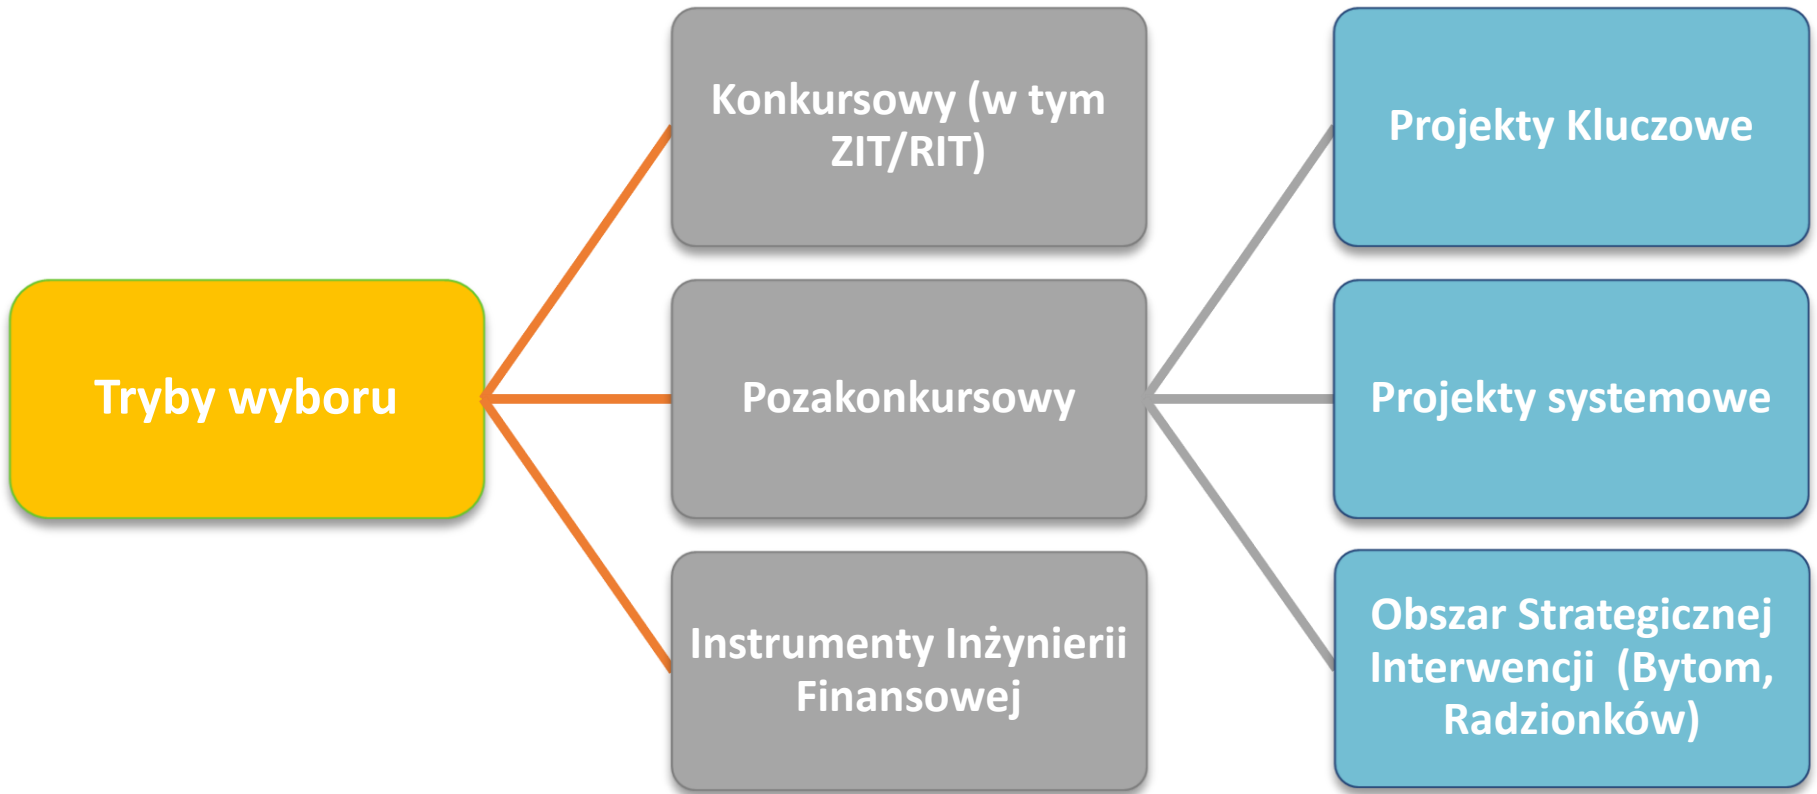 Tryby wyboru
Konkursowy (w tym
ZIT/RIT)
Pozakonkursowy
Instrumenty Inżynierii
Finansowej
Projekty Kluczowe
Projekty systemowe
Obszar Strategicznej
Interwencji  (Bytom,
Radzionków)